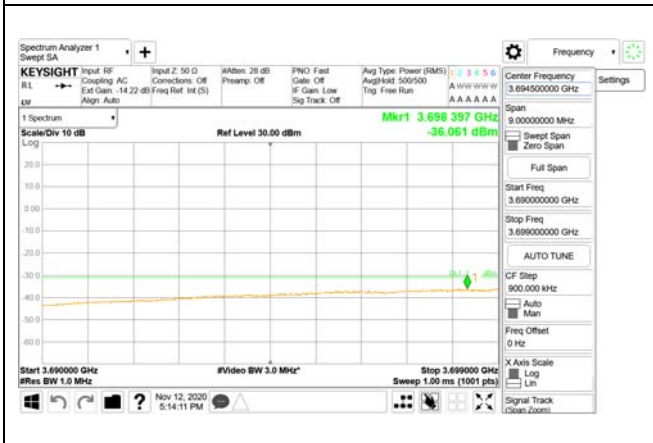 Spectrum Analyzer 1
Swept SA
Frequency
KEYSIGHT
RL
Input: RF
Coupling: AC
Ext Gain: -14.22 dB
Align: Auto
Input Z: 50 Ω
Corrections: Off
Freq Ref: Int (S)
#Atten: 28 dB
Preamp: Off
PNO: Fast
Gate: Off
IF Gain: Low
Sig Track: Off
Avg Type: Power (RMS)
Avg|Hold: 500/500
Trig: Free Run
1 2 3 4 5 6
A W W W W W
A A A A A A
1 Spectrum
Scale/Div 10 dB
Log
Ref Level 30.00 dBm
Mkr1 3.698 397 GHz
-36.061 dBm
20.0
10.0
0.00
-10.0
-20.0
-30.0
-40.0
-50.0
-60.0
1
Start 3.690000 GHz
#Res BW 1.0 MHz
#Video BW 3.0 MHz*
Stop 3.699000 GHz
Sweep 1.00 ms (1001 pts)
Nov 12, 2020
5:14:11 PM
Center Frequency
3.694500000 GHz
Settings
Span
9.00000000 MHz
Swept Span
Zero Span
Full Span
Start Freq
3.690000000 GHz
Stop Freq
3.699000000 GHz
AUTO TUNE
CF Step
900.000 kHz
Auto
Man
Freq Offset
0 Hz
X Axis Scale
Log
Lin
Signal Track
(Span Zoom)